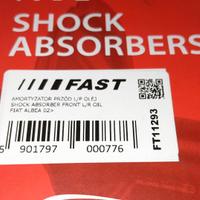 SHOCK
ABSORBERS
FAST
AMORTYZATOR PRZÓD L/P OLEJ
SHOCK ABSORBER FRONT L/R OIL
FIAT ALBEA 02>
5 901797 000776
FT11293